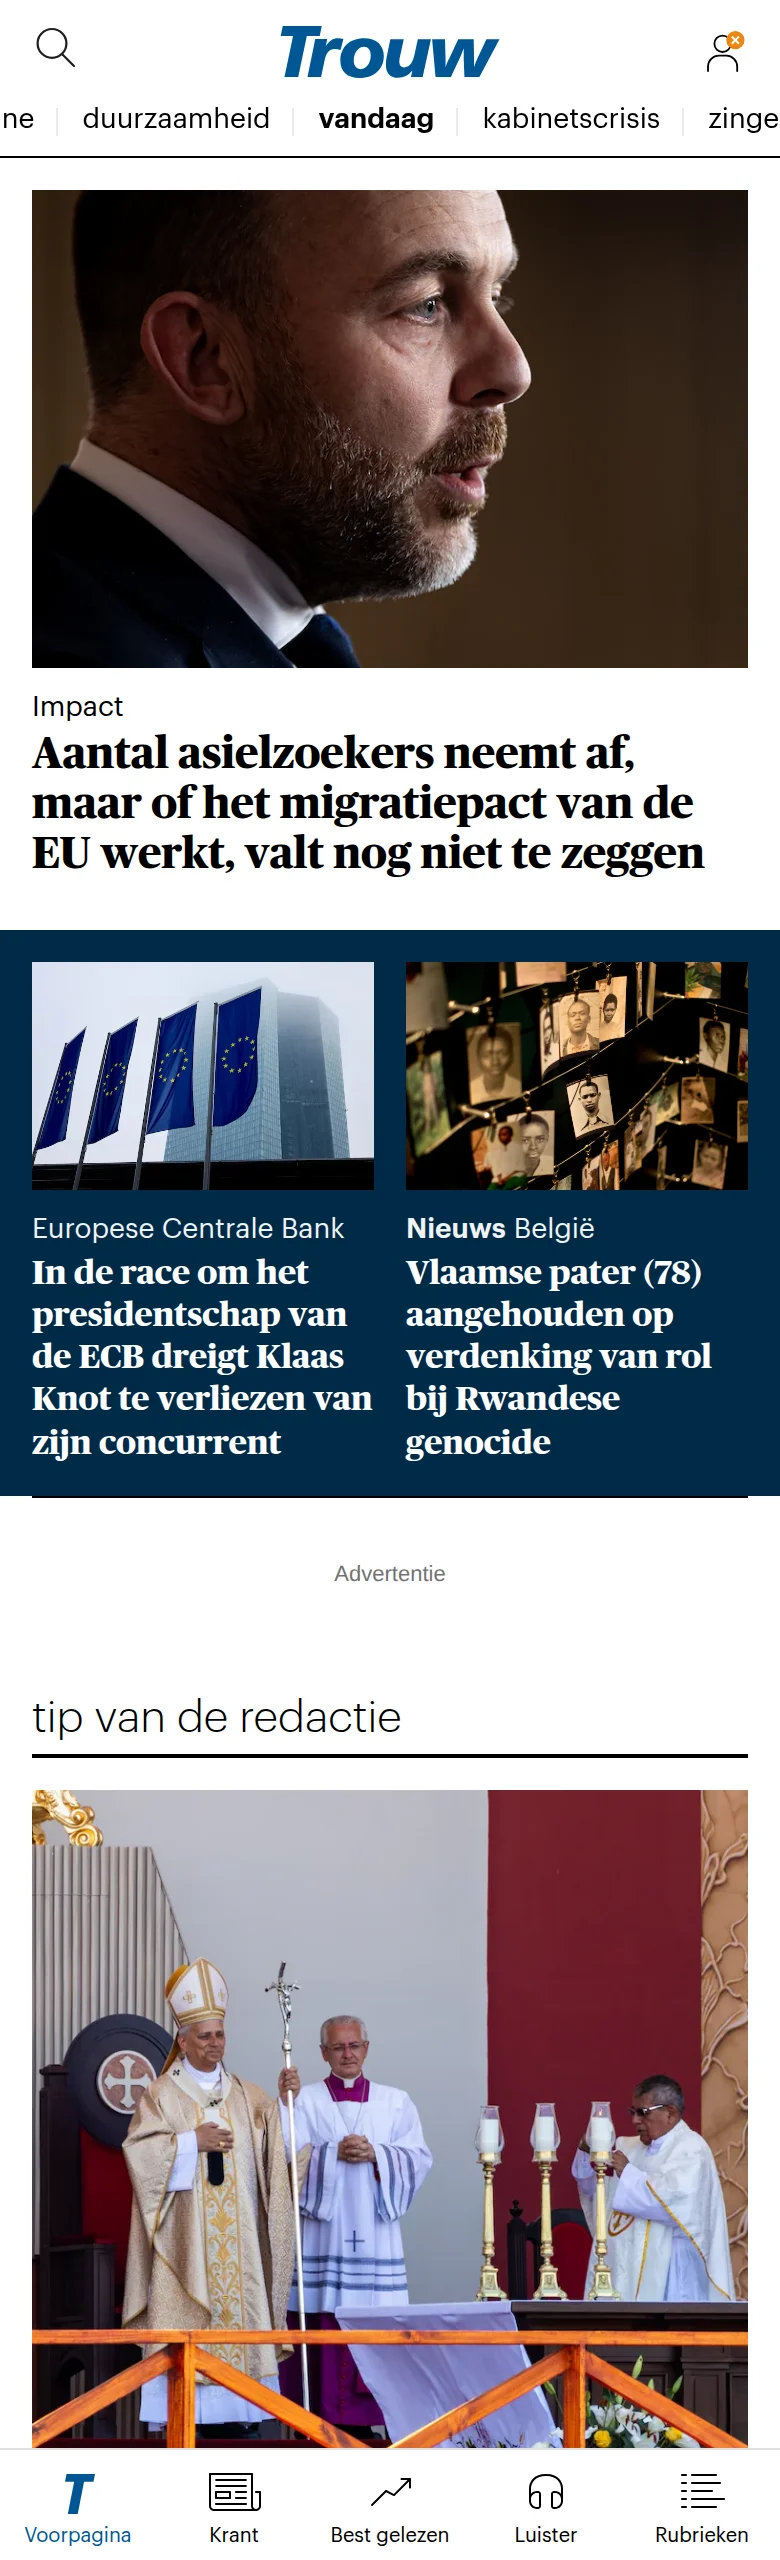 Trouw
ne duurzaamheid vandaag kabinetscrisis zinge
Impact
Aantal asielzoekers neemt af,
maar of het migratiepact van de
EU werkt, valt nog niet te zeggen
Europese Centrale Bank
In de race om het
presidentschap van
de ECB dreigt Klaas
Knot te verliezen van
zijn concurrent
Nieuws België
Vlaamse pater (78)
aangehouden op
verdenking van rol
bij Rwandese
genocide
Advertentie
tip van de redactie
T
Voorpagina Krant Best gelezen Luister Rubrieken